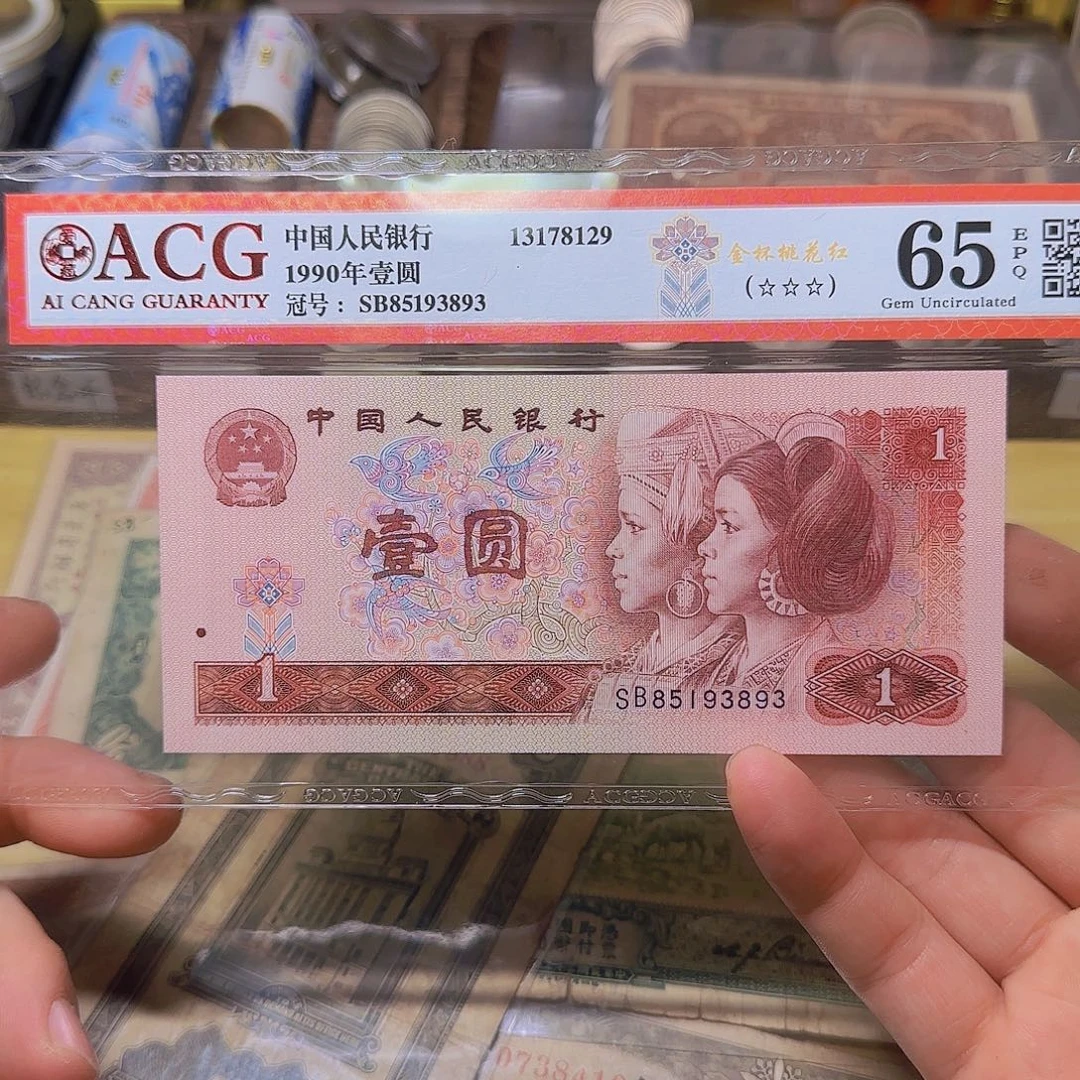 ACG
AI CANG GUARANTY
中国人民银行
1990年壹圆
冠号： SB85193893
13178129
金杯桃花红
(☆☆☆)
65
EPQ
Gem Uncirculated
中国人民银行
壹圆
1
1
SB85193893
1